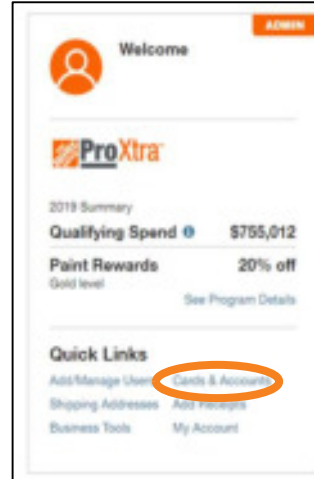 ADMIN
Welcome
ProXtra
2019 Summary
Qualifying Spend $755,012
Paint Rewards 20% off
Gold level
See Program Details
Quick Links
Add/Manage Users Cards & Accounts
Shipping Addresses Add Receipts
Business Tools My Account